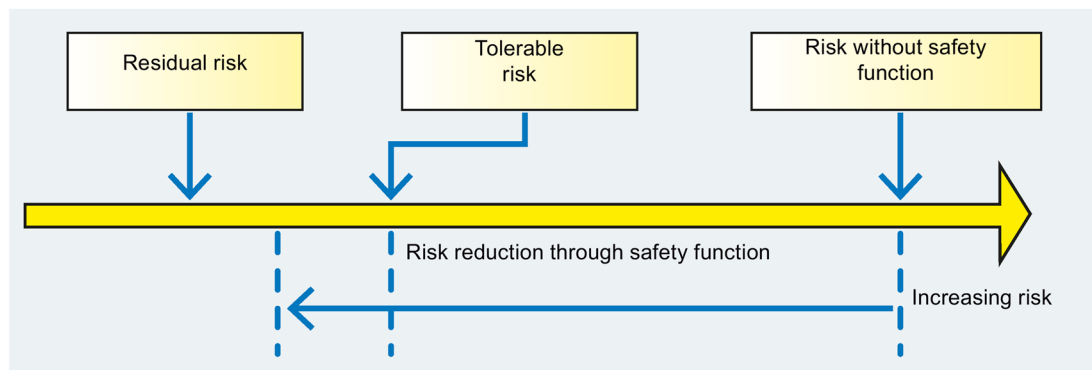 Residual risk
Tolerable
risk
Risk without safety
function
Risk reduction through safety function
Increasing risk